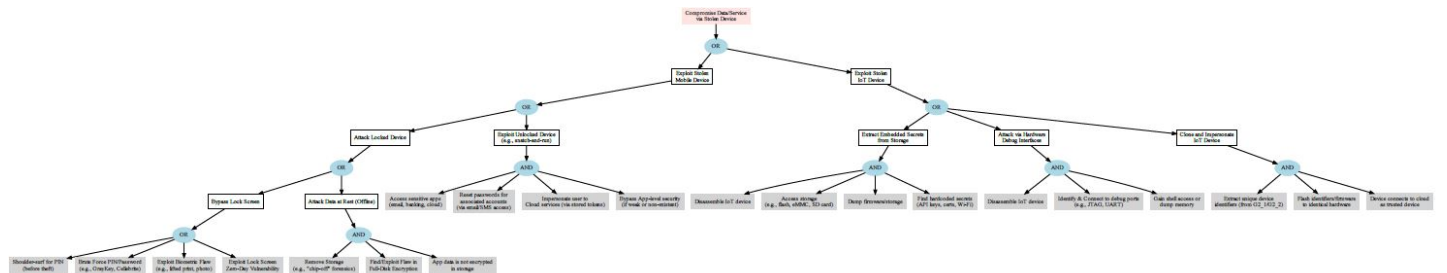 Compromise Data/Service
via Stolen Device
OR
Exploit Stolen
Mobile Device
Exploit Stolen
IoT Device
OR
OR
Attack Locked Device
Exploit Unlocked Device
(e.g., snatch-and-run)
Extract Embedded Secrets
from Storage
Attack via Hardware
Debug Interfaces
Clone and Impersonate
IoT Device
OR
AND
AND
AND
AND
Bypass Lock Screen
Attack Data at Rest (Offline)
Access sensitive apps
(email, banking, cloud)
Reset passwords for
associated accounts
(via email/SMS access)
Impersonate user to
Cloud services (via stored tokens)
Bypass App-level security
(if weak or non-existent)
Disassemble IoT device
Access storage
(e.g., flash, eMMC, SD card)
Dump firmware/storage
Find hardcoded secrets
(API keys, certs, Wi-Fi)
Disassemble IoT device
Identify & Connect to debug ports
(e.g., JTAG, UART)
Gain shell access or
dump memory
Extract unique device
identifiers (from G2_1/G2_2)
Flash identifiers/firmware
to identical hardware
Device connects to cloud
as trusted device
OR
AND
Shoulder-surf for PIN
(before theft)
Brute Force PIN/Password
(e.g., GrayKey, Cellebrite)
Exploit Biometric Flaw
(e.g., lifted print, photo)
Exploit Lock Screen
Zero-Day Vulnerability
Remove Storage
(e.g., "chip-off" forensics)
Find/Exploit Flaw in
Full-Disk Encryption
App data is not encrypted
in storage